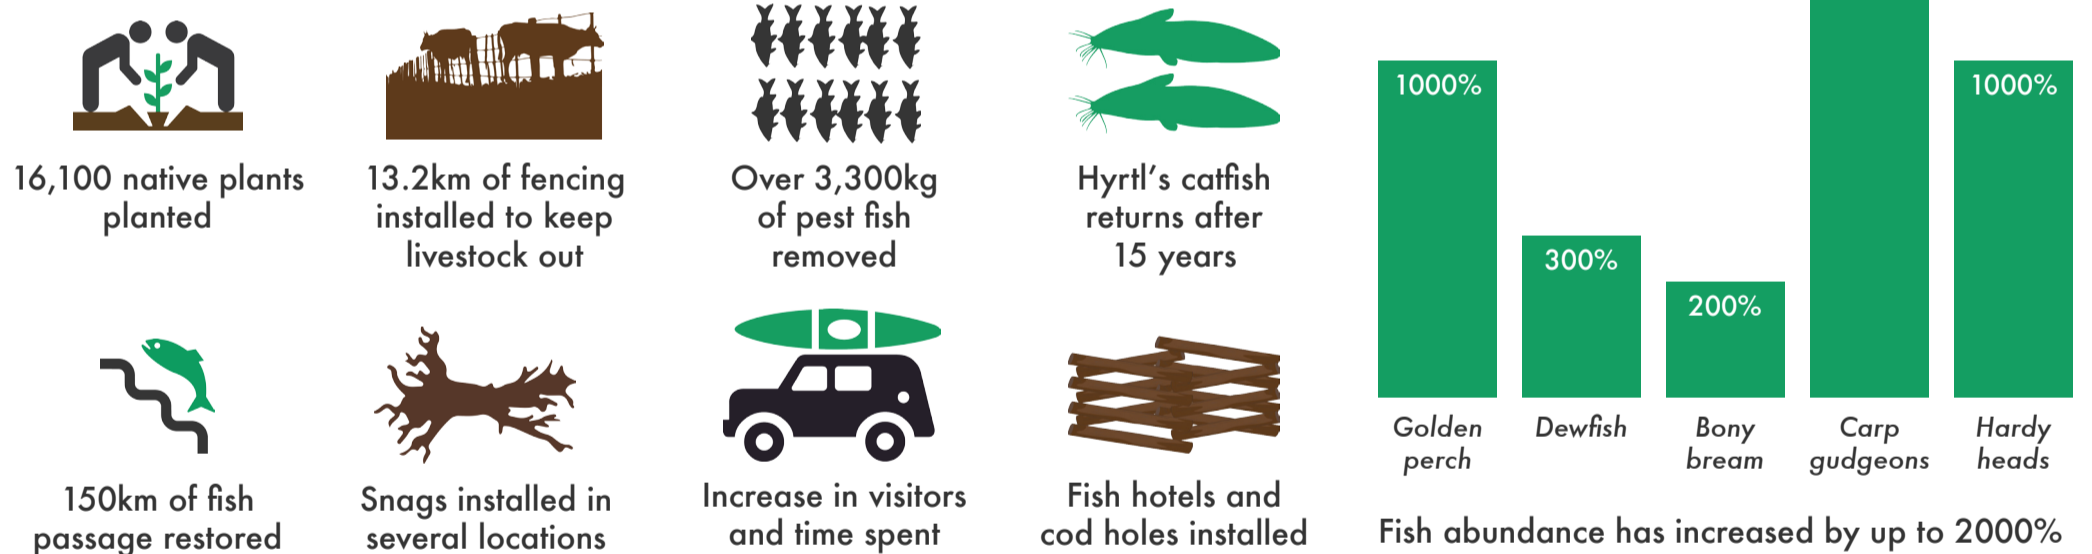 16,100 native plants
planted
13.2km of fencing
installed to keep
livestock out
Over 3,300kg
of pest fish
removed
Hyrtl’s catfish
returns after
15 years
150km of fish
passage restored
Snags installed in
several locations
Increase in visitors
and time spent
Fish hotels and
cod holes installed
1000%
300%
200%
1000%
Golden
perch
Dewfish
Bony
bream
Carp
gudgeons
Hardy
heads
Fish abundance has increased by up to 2000%